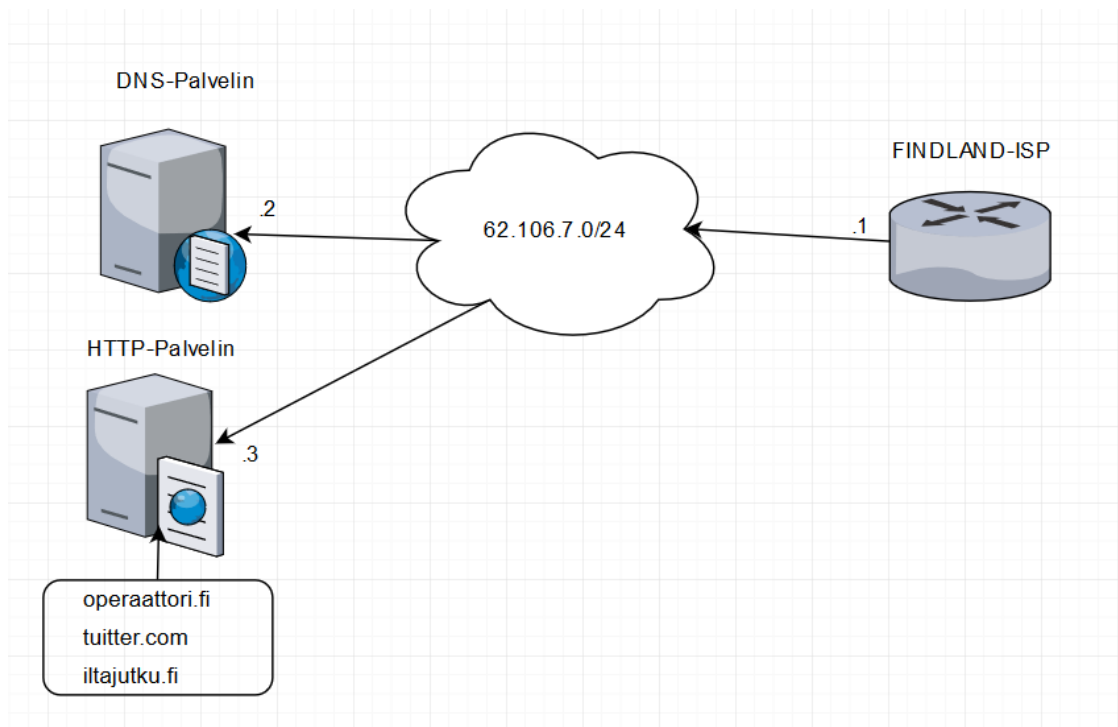 DNS-Palvelin
FINDLAND-ISP
.2
62.106.7.0/24
.1
HTTP-Palvelin
.3
operaattori.fi
tuitter.com
iltajutku.fi